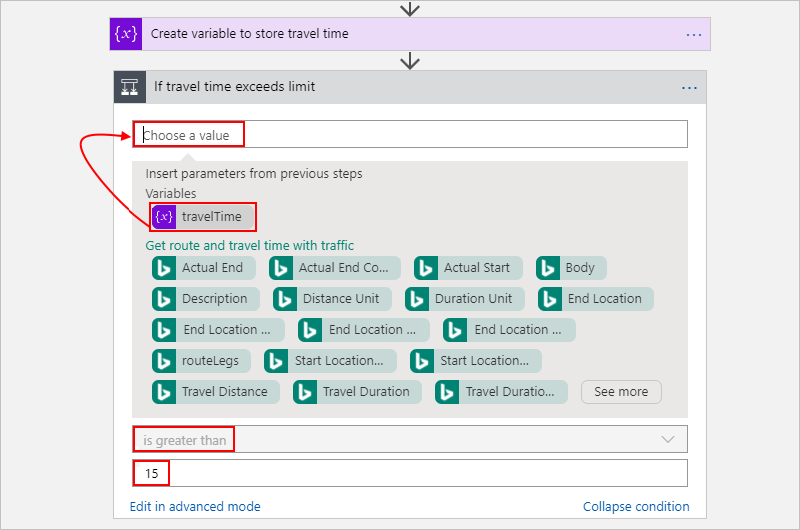 {x} Create variable to store travel time ...
If travel time exceeds limit ...
Choose a value
Insert parameters from previous steps
Variables
{x} travelTime
Get route and travel time with traffic
Actual End Actual End Co... Actual Start Body
Description Distance Unit Duration Unit End Location
End Location ... End Location ... End Location ...
routeLegs Start Location... Start Location...
Travel Distance Travel Duration Travel Duratio... See more
is greater than
15
Edit in advanced mode Collapse condition